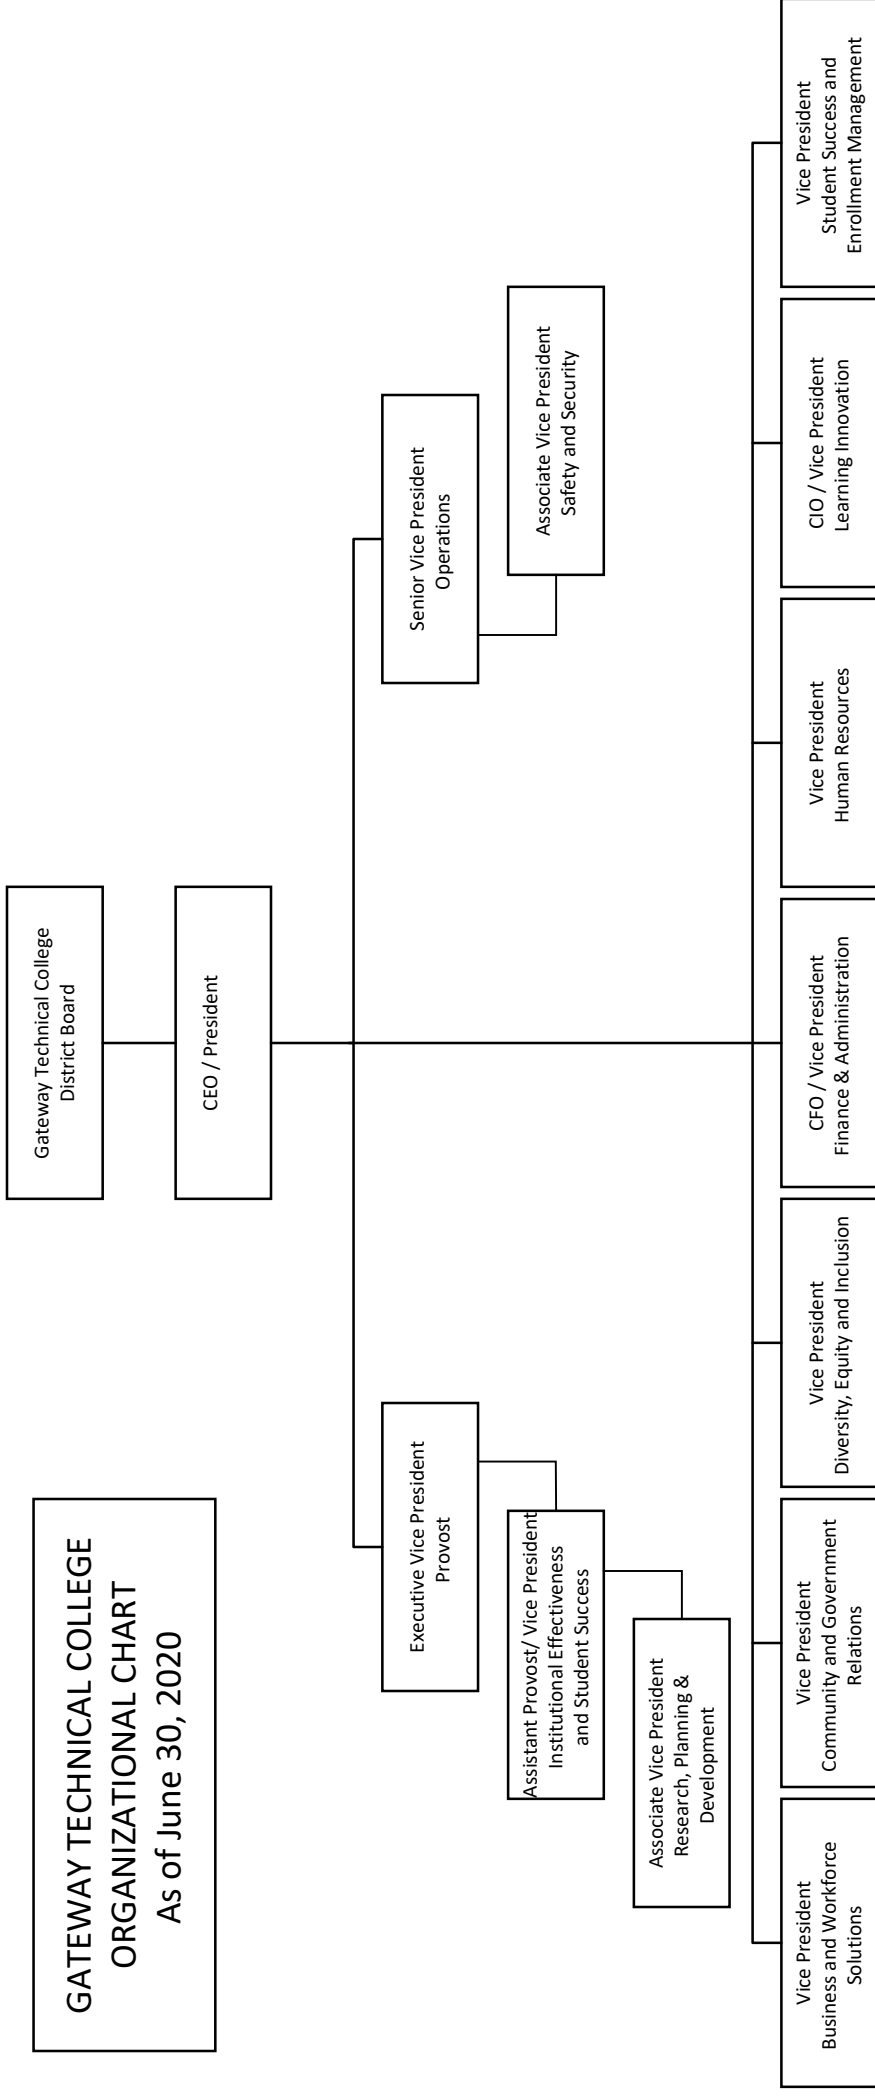 GATEWAY TECHNICAL COLLEGE
ORGANIZATIONAL CHART
As of June 30, 2020
Gateway Technical College
District Board
CEO / President
Executive Vice President
Provost
Senior Vice President
Operations
Assistant Provost/ Vice President
Institutional Effectiveness
and Student Success
Associate Vice President
Safety and Security
Associate Vice President
Research, Planning &
Development
Vice President
Business and Workforce
Solutions
Vice President
Community and Government
Relations
Vice President
Diversity, Equity and Inclusion
CFO / Vice President
Finance & Administration
Vice President
Human Resources
CIO / Vice President
Learning Innovation
Vice President
Student Success and
Enrollment Management